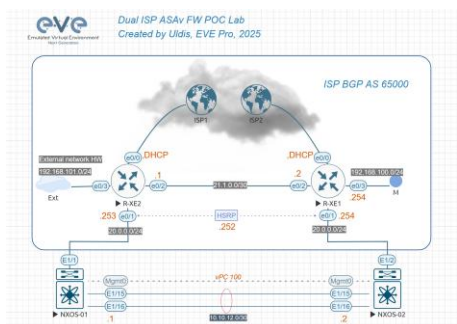 eve
Emulated Virtual Environment
Next Generation
Dual ISP ASAv FW POC Lab
Created by Uldis, EVE Pro, 2025
ISP BGP AS 65000
ISP1
ISP2
.DHCP
.DHCP
External network HW
192.168.101.0/24
e0/0
e0/0
192.168.100.0/24
.1
.2
Ext
e0/3
e0/2
21.1.0.0/30
e0/2
e0/3
.254
R-XE2
R-XE1
.253
e0/1
HSRP
e0/1
.254
20.0.0.0/24
.252
20.0.0.0/24
E1/1
E1/2
vPC 100
Mgmt0
Mgmt0
E1/15
E1/15
E1/16
E1/16
NXOS-01
.1
10.10.12.0/30
.2
NXOS-02